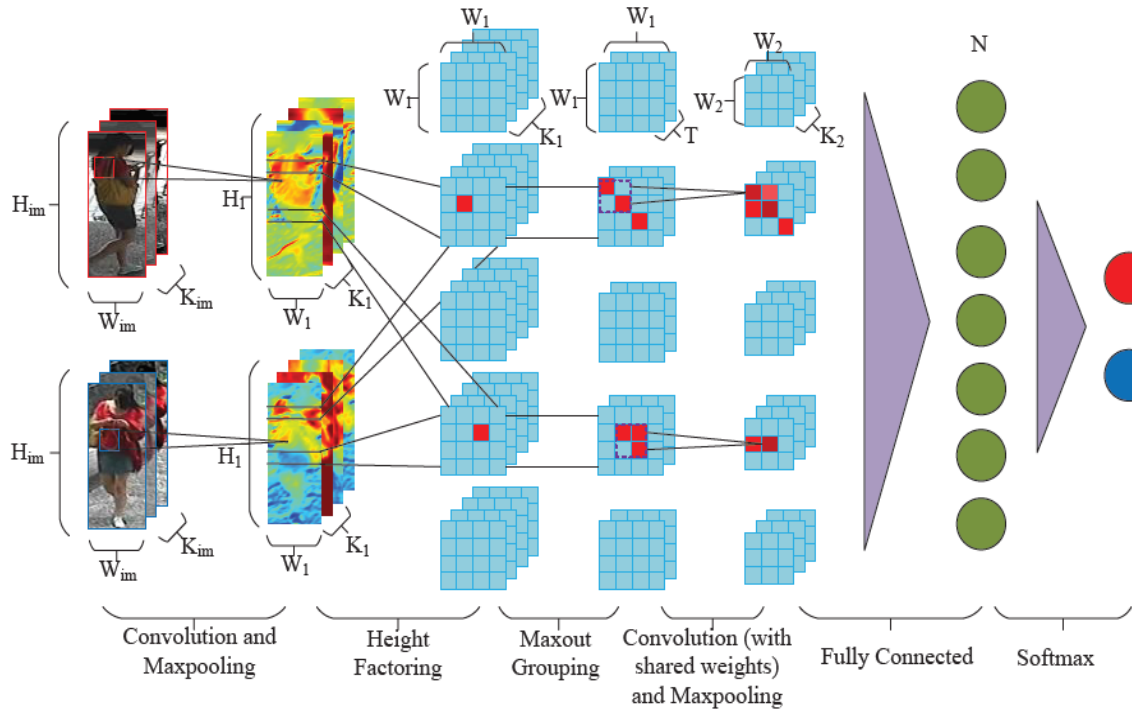 W₁
W₁
K₁
W₁
W₁
T
W₂
W₂
K₂
N
Hᵢₘ
Wᵢₘ
Kᵢₘ
H₁
W₁
K₁
Hᵢₘ
Wᵢₘ
Kᵢₘ
H₁
W₁
K₁
Convolution and
Maxpooling
Height
Factoring
Maxout
Grouping
Convolution (with
shared weights)
and Maxpooling
Fully Connected
Softmax